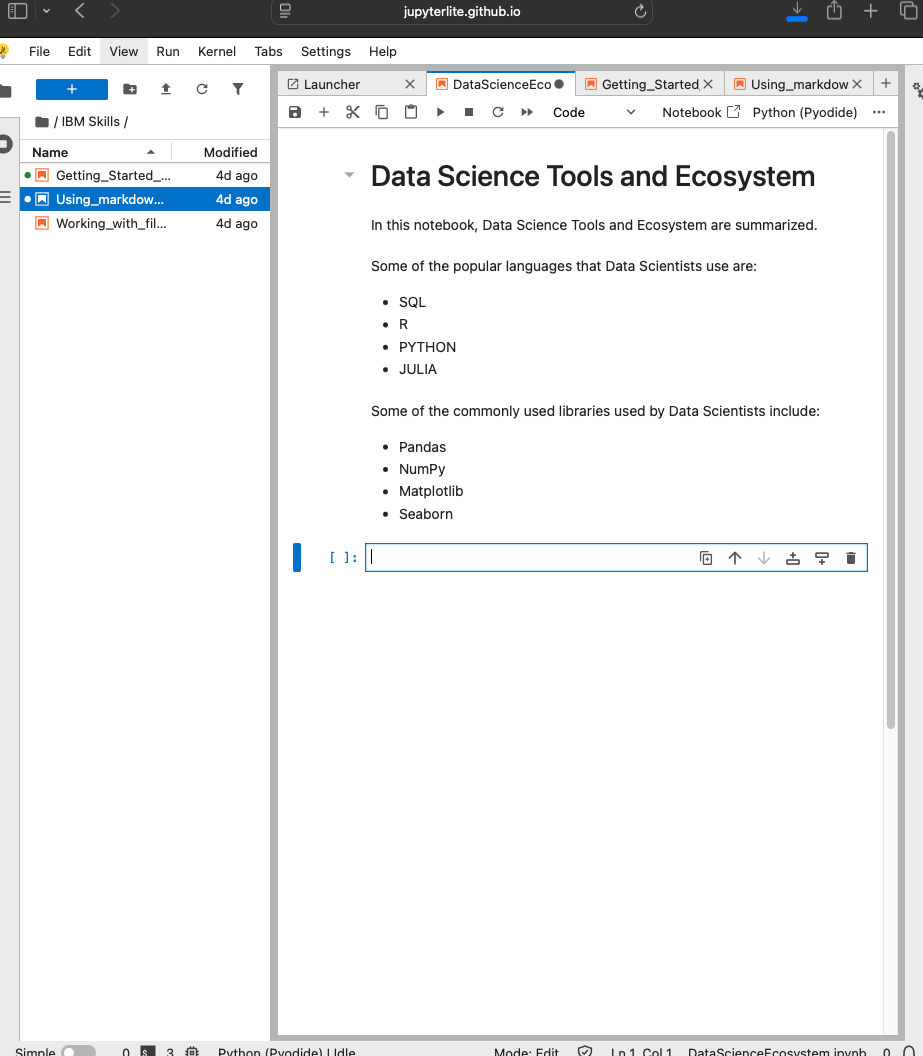 jupyterlite.github.io
File Edit View Run Kernel Tabs Settings Help
Launcher DataScienceEco Getting_Started Using_markdow
Code Notebook Python (Pyodide)
/ IBM Skills /
Name Modified
Getting_Started_... 4d ago
Using_markdow... 4d ago
Working_with_fil... 4d ago
Data Science Tools and Ecosystem
In this notebook, Data Science Tools and Ecosystem are summarized.
Some of the popular languages that Data Scientists use are:
• SQL
• R
• PYTHON
• JULIA
Some of the commonly used libraries used by Data Scientists include:
• Pandas
• NumPy
• Matplotlib
• Seaborn
[ ]:
Simple 0 3 Python (Pyodide) | Idle Mode: Edit Ln 1, Col 1 DataScienceEcosystem.ipynb 0